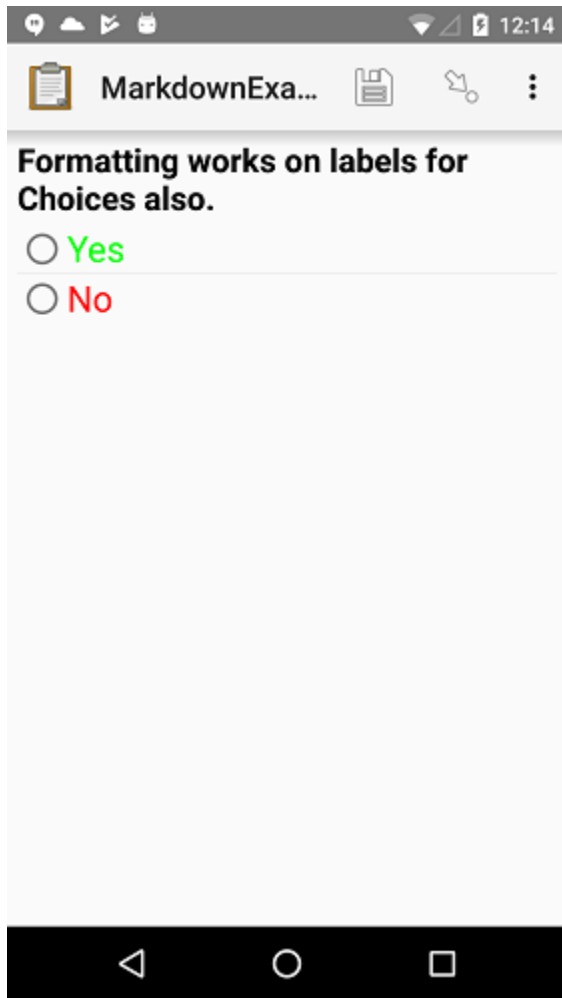 12:14
MarkdownExa...
Formatting works on labels for
Choices also.
Yes
No